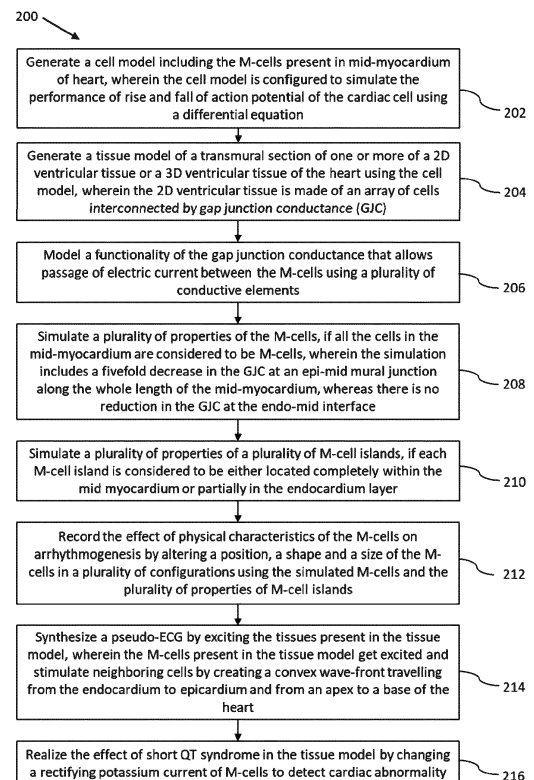 200
Generate a cell model including the M-cells present in mid-myocardium
of heart, wherein the cell model is configured to simulate the
performance of rise and fall of action potential of the cardiac cell using
a differential equation
202
Generate a tissue model of a transmural section of one or more of a 2D
ventricular tissue or a 3D ventricular tissue of the heart using the cell
model, wherein the 2D ventricular tissue is made of an array of cells
interconnected by gap junction conductance (GJC)
204
Model a functionality of the gap junction conductance that allows
passage of electric current between the M-cells using a plurality of
conductive elements
206
Simulate a plurality of properties of the M-cells, if all the cells in the
mid-myocardium are considered to be M-cells, wherein the simulation
includes a fivefold decrease in the GJC at an epi-mid mural junction
along the whole length of the mid-myocardium, whereas there is no
reduction in the GJC at the endo-mid interface
208
Simulate a plurality of properties of a plurality of M-cell islands, if each
M-cell island is considered to be either located completely within the
mid myocardium or partially in the endocardium layer
210
Record the effect of physical characteristics of the M-cells on
arrhythmogenesis by altering a position, a shape and a size of the M-
cells in a plurality of configurations using the simulated M-cells and the
plurality of properties of M-cell islands
212
Synthesize a pseudo-ECG by exciting the tissues present in the tissue
model, wherein the M-cells present in the tissue model get excited and
stimulate neighboring cells by creating a convex wave-front travelling
from the endocardium to epicardium and from an apex to a base of the
heart
214
Realize the effect of short QT syndrome in the tissue model by changing
a rectifying potassium current of M-cells to detect cardiac abnormality
216